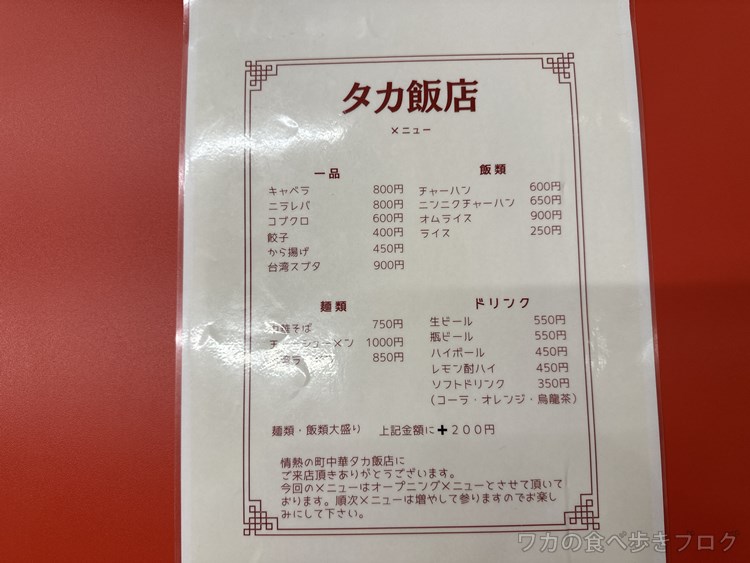 タカ飯店
メニュー
一品
キャベラ 800円
ニラレバ 800円
コブクロ 600円
餃子 400円
から揚げ 450円
台湾スブタ 900円
飯類
チャーハン 600円
ニンニクチャーハン 650円
オムライス 900円
ライス 250円
麺類
焼そば 750円
1000円
850円
ドリンク
生ビール 550円
瓶ビール 550円
ハイボール 450円
レモン酎ハイ 450円
ソフトドリンク 350円
(コーラ・オレンジ・烏龍茶)
麺類・飯類大盛り 上記金額に✚200円
情熱の町中華タカ飯店に
ご来店頂きありがとうございます。
今回のメニューはオープニングメニューとさせて頂いて
おります。順次メニューは増やして参りますのでお楽し
みにして下さい。
ワカの食べ歩きブログ